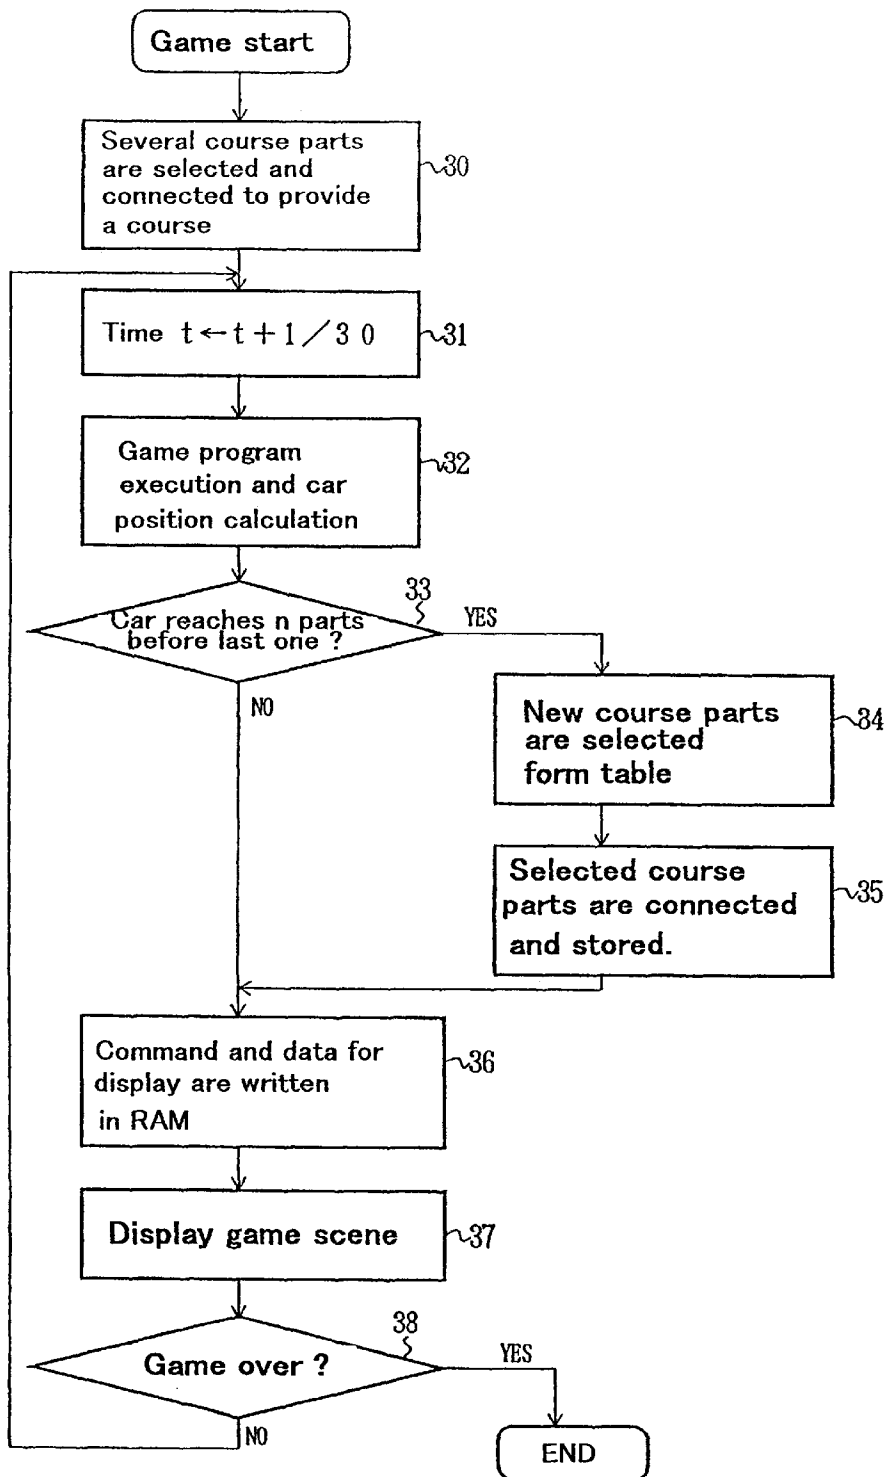 Game start
Several course parts
are selected and
connected to provide
a course
30
Time t←t+1/30
31
Game program
execution and car
position calculation
32
33
Car reaches n parts
before last one ?
YES
NO
New course parts
are selected
form table
34
Selected course
parts are connected
and stored.
35
Command and data for
display are written
in RAM
36
Display game scene
37
38
Game over ?
YES
NO
END